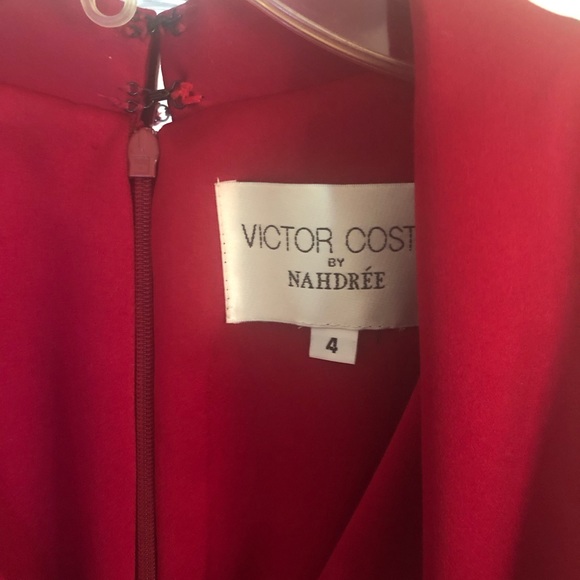 VICTOR COST
BY
NAHDRÉE
4